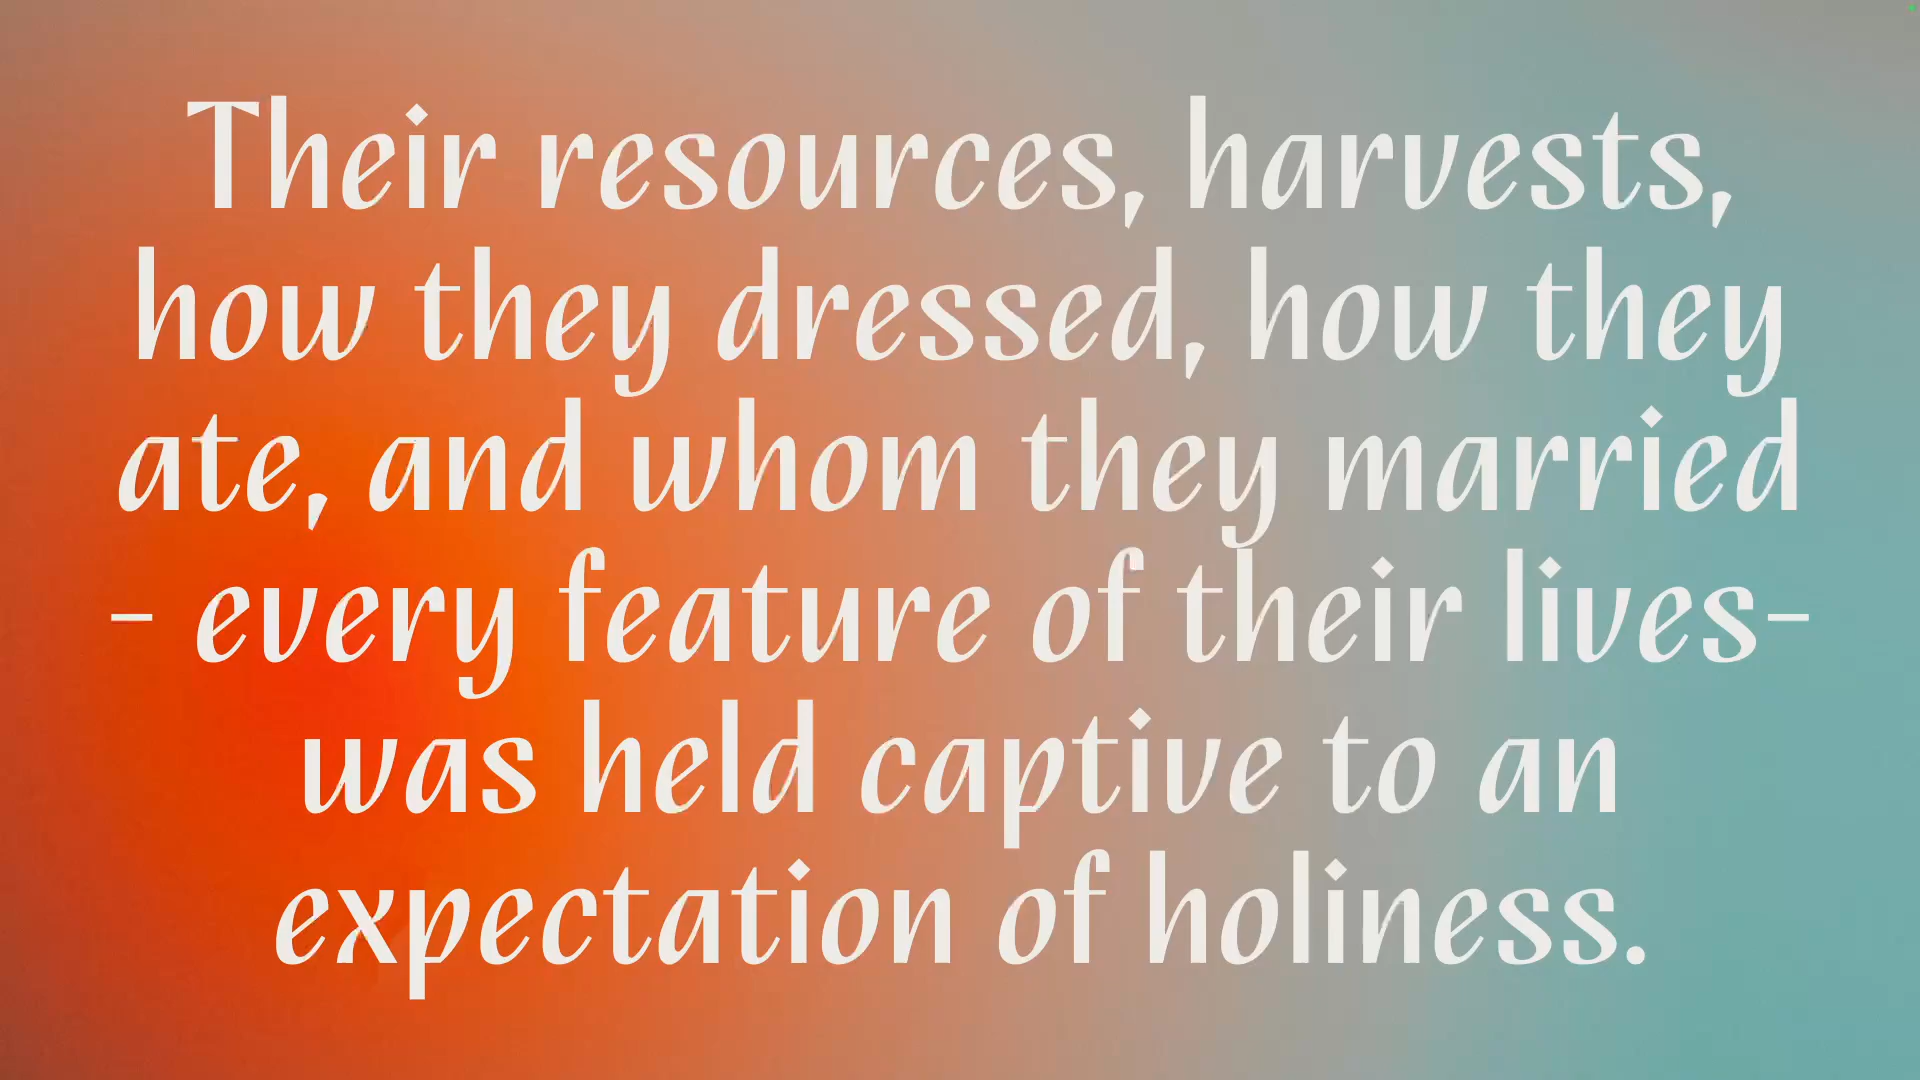 Their resources, harvests,
how they dressed, how they
ate, and whom they married
- every feature of their lives-
was held captive to an
expectation of holiness.